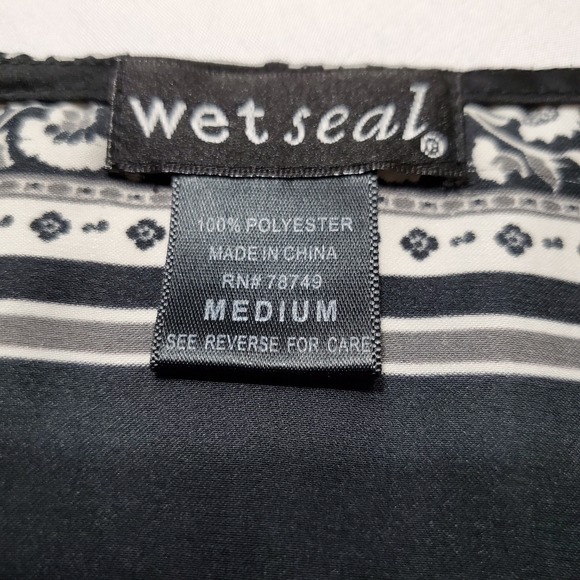 wet seal®
100% POLYESTER
MADE IN CHINA
RN# 78749
MEDIUM
SEE REVERSE FOR CARE